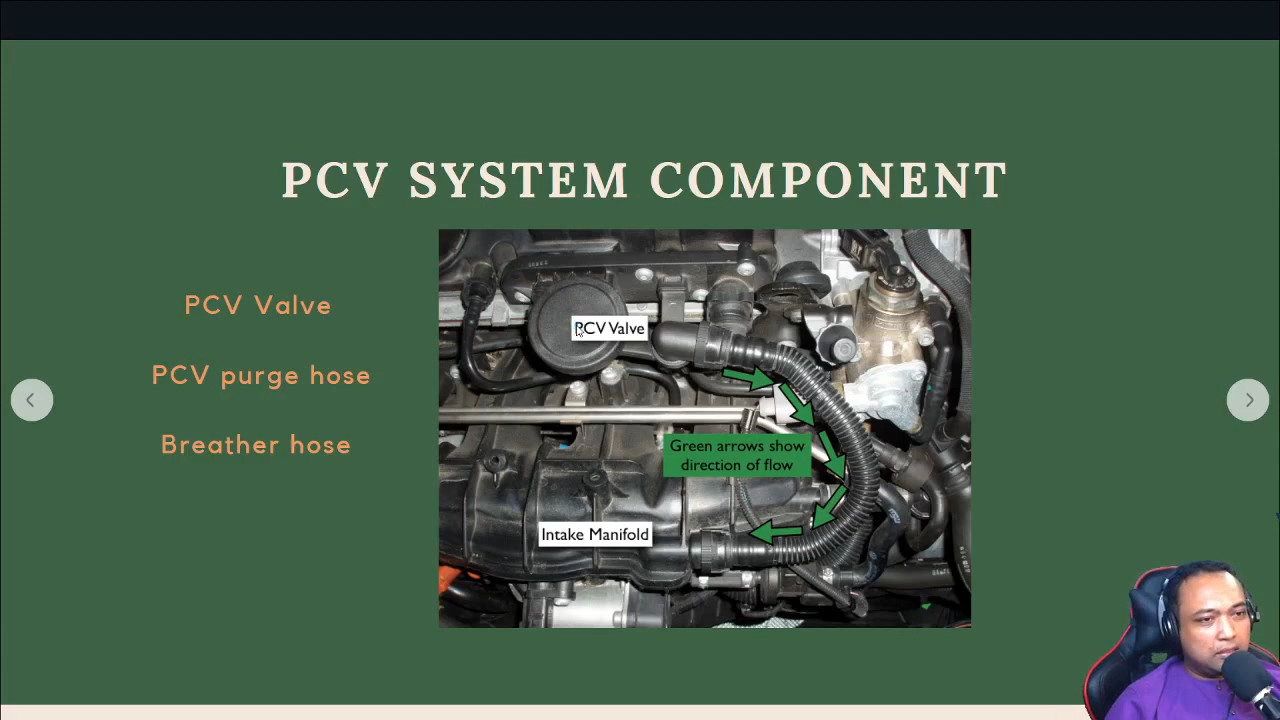 PCV SYSTEM COMPONENT
PCV Valve
PCV purge hose
Breather hose
PCV Valve
Green arrows show
direction of flow
Intake Manifold